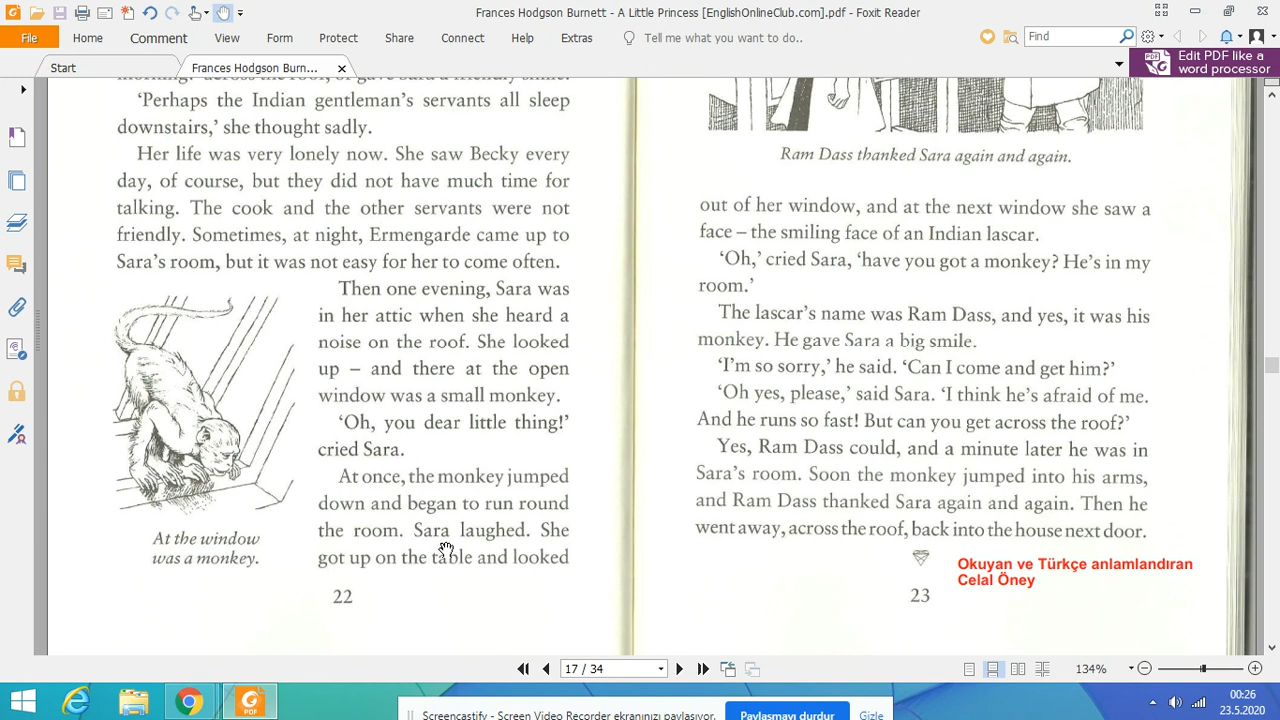 Frances Hodgson Burnett - A Little Princess [EnglishOnlineClub.com].pdf - Foxit Reader
File
Home
Comment
View
Form
Protect
Share
Connect
Help
Extras
Tell me what you want to do..
Find
Start
Frances Hodgson Burn...
Edit PDF like a
word processor
morning!' across the roof, or gave Sara a friendly smile.
'Perhaps the Indian gentleman's servants all sleep
downstairs,' she thought sadly.
Her life was very lonely now. She saw Becky every
day, of course, but they did not have much time for
talking. The cook and the other servants were not
friendly. Sometimes, at night, Ermengarde came up to
Sara's room, but it was not easy for her to come often.
Then one evening, Sara was
in her attic when she heard a
noise on the roof. She looked
up – and there at the open
window was a small monkey.
'Oh, you dear little thing!'
cried Sara.
At once, the monkey jumped
down and began to run round
the room. Sara laughed. She
got up on the table and looked
At the window
was a monkey.
22
Ram Dass thanked Sara again and again.
out of her window, and at the next window she saw a
face – the smiling face of an Indian lascar.
'Oh,' cried Sara, 'have you got a monkey? He's in my
room.'
The lascar's name was Ram Dass, and yes, it was his
monkey. He gave Sara a big smile.
'I'm so sorry,' he said. 'Can I come and get him?'
'Oh yes, please,' said Sara. 'I think he's afraid of me.
And he runs so fast! But can you get across the roof?'
Yes, Ram Dass could, and a minute later he was in
Sara's room. Soon the monkey jumped into his arms,
and Ram Dass thanked Sara again and again. Then he
went away, across the roof, back into the house next door.
Okuyan ve Türkçe anlamlandıran
Celal Öney
23
17 / 34
134%
PDF
Screencastify - Screen Video Recorder ekranınızı paylaşıyor.
Paylaşmayı durdur
Gizle
00:26
23.5.2020